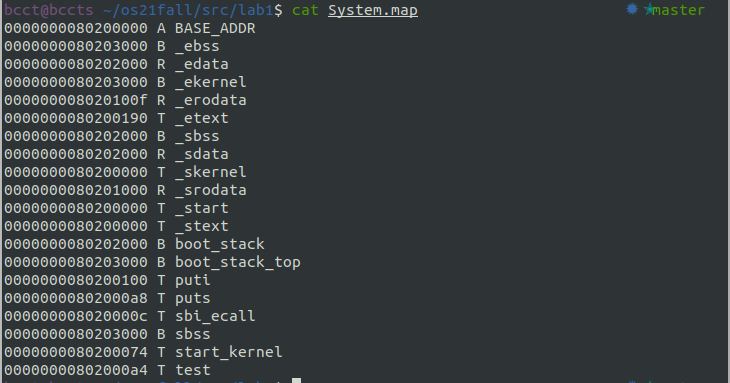 bcct@bccts ~/os21fall/src/lab1$ cat System.map master
0000000080200000 A BASE_ADDR
0000000080203000 B _ebss
0000000080202000 R _edata
0000000080203000 B _ekernel
000000008020100f R _erodata
0000000080200190 T _etext
0000000080202000 B _sbss
0000000080202000 R _sdata
0000000080200000 T _skernel
0000000080201000 R _srodata
0000000080200000 T _start
0000000080200000 T _stext
0000000080202000 B boot_stack
0000000080203000 B boot_stack_top
0000000080200100 T puti
00000000802000a8 T puts
000000008020000c T sbi_ecall
0000000080203000 B sbss
0000000080200074 T start_kernel
00000000802000a4 T test